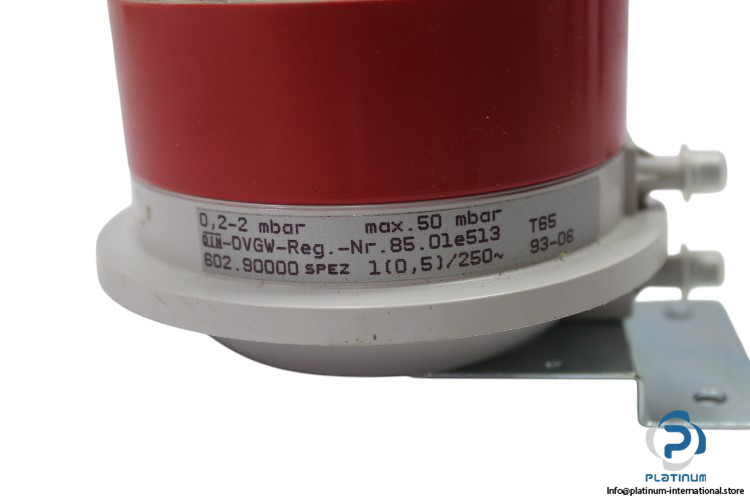 0,2-2 mbar max.50 mbar T65
DIN-DVGW-Reg.-Nr.85.01e513 93-06
602.90000 SPEZ 1(0,5)/250~
PLATINUM
Info@platinum-international.store